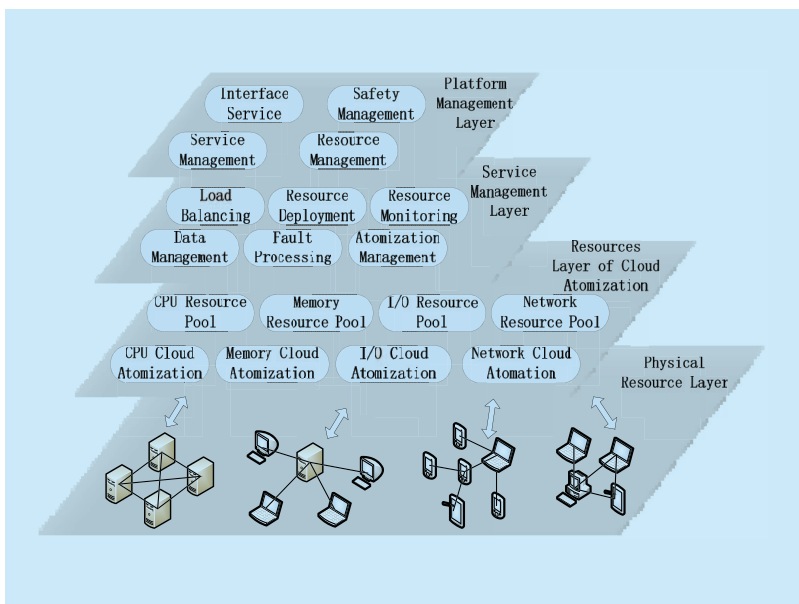 Interface
Service
Safety
Management
Platform
Management
Layer
Service
Management
Resource
Management
Service
Management
Layer
Load
Balancing
Resource
Deployment
Resource
Monitoring
Data
Management
Fault
Processing
Atomization
Management
Resources
Layer of Cloud
Atomization
CPU Resource
Pool
Memory
Resource Pool
I/O Resource
Pool
Network
Resource Pool
CPU Cloud
Atomization
Memory Cloud
Atomization
I/O Cloud
Atomization
Network Cloud
Atomation
Physical
Resource Layer